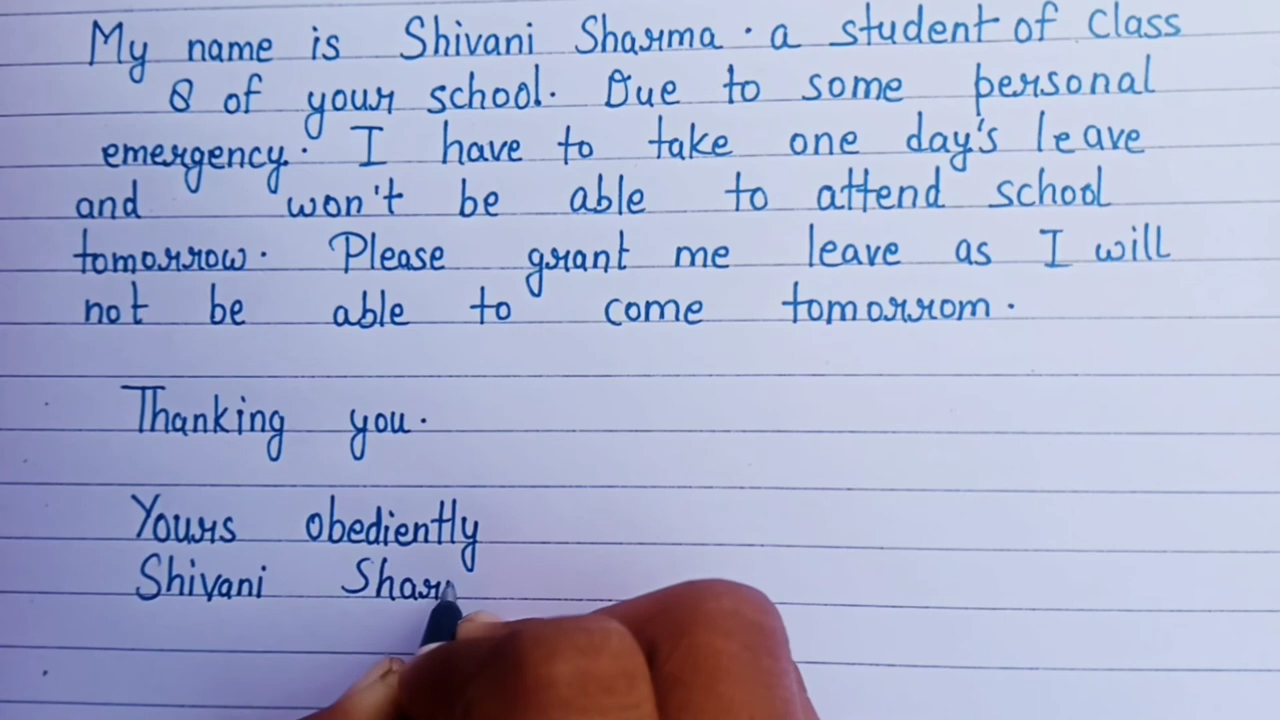 My name is Shivani Sharma. a student of Class
8 of your school. Due to some personal
emergency. I have to take one day's leave
and won't be able to attend school
tomorrow. Please grant me leave as I will
not be able to come tomorrom.
Thanking you.
Yours obediently
Shivani Shar